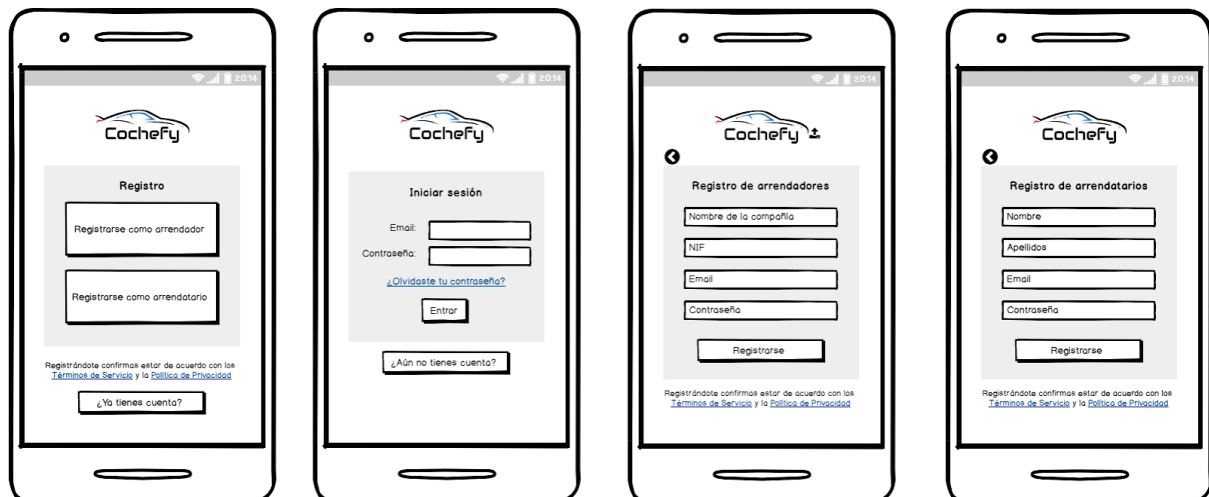 20:14
Cochefy
Registro
Registrarse como arrendador
Registrarse como arrendatario
Registrándote confirmas estar de acuerdo con los
Términos de Servicio y la Política de Privacidad
¿Ya tienes cuenta?
20:14
Cochefy
Iniciar sesión
Email:
Contraseña:
¿Olvidaste tu contraseña?
Entrar
¿Aún no tienes cuenta?
20:14
Cochefy
Registro de arrendadores
Nombre de la compañía
NIF
Email
Contraseña
Registrarse
Registrándote confirmas estar de acuerdo con los
Términos de Servicio y la Política de Privacidad
20:14
Cochefy
Registro de arrendatarios
Nombre
Apellidos
Email
Contraseña
Registrarse
Registrándote confirmas estar de acuerdo con los
Términos de Servicio y la Política de Privacidad